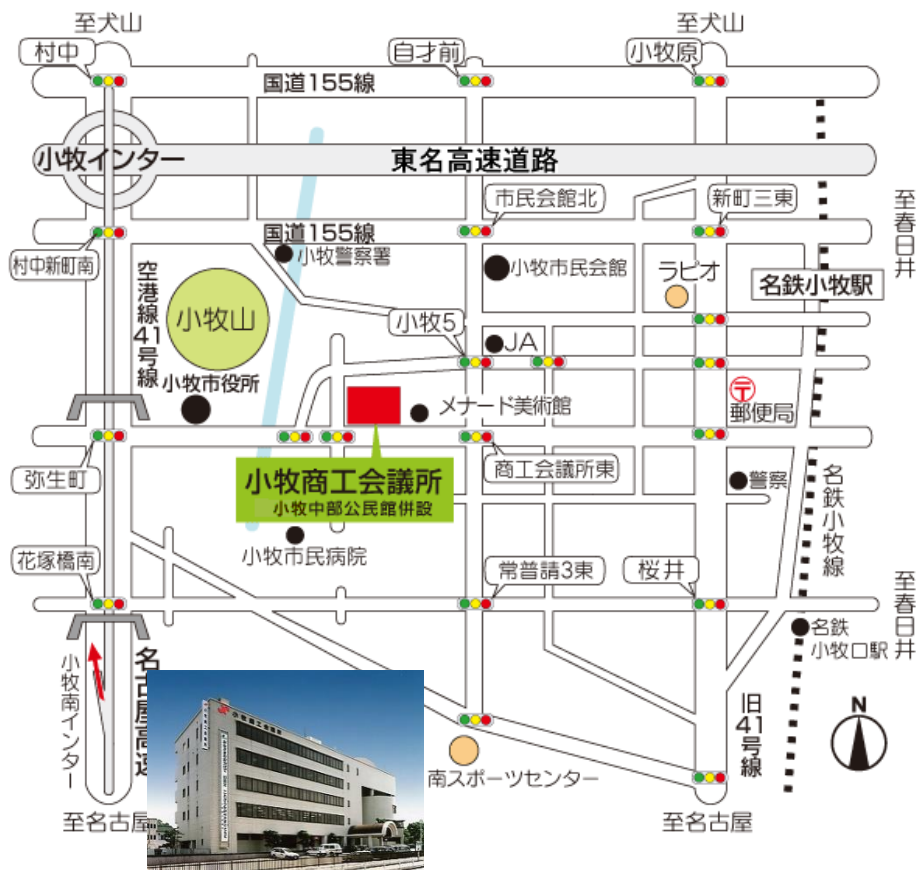 至犬山
至犬山
村中
自才前
小牧原
国道155線
小牧インター
東名高速道路
市民会館北
新町三東
至春日井
国道155線
村中新町南
小牧警察署
小牧市民会館
ラピオ
名鉄小牧駅
空港線41号線
小牧山
小牧5
JA
小牧市役所
メナード美術館
〒
郵便局
弥生町
小牧商工会議所
小牧中部公民館併設
商工会議所東
警察
名鉄小牧線
小牧市民病院
花塚橋南
常普請3東
桜井
至春日井
名鉄
小牧口駅
小牧南インター
名古屋高速
小牧商工会議所
旧41号線
N
南スポーツセンター
至名古屋
至名古屋